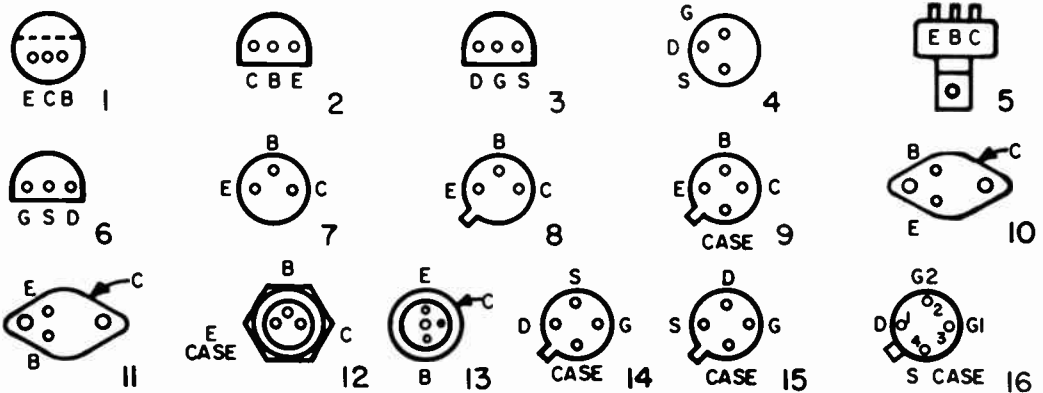 E C B 1
C B E 2
D G S 3
G
D
S 4
E B C 5
G S D 6
B
E C 7
B
E C 8
B
E C
CASE 9
B C
E 10
E C
B 11
B
E
CASE C 12
E
C
B 13
S
D G
CASE 14
D
S G
CASE 15
G2
D 1 2 G1
4 3
S CASE 16